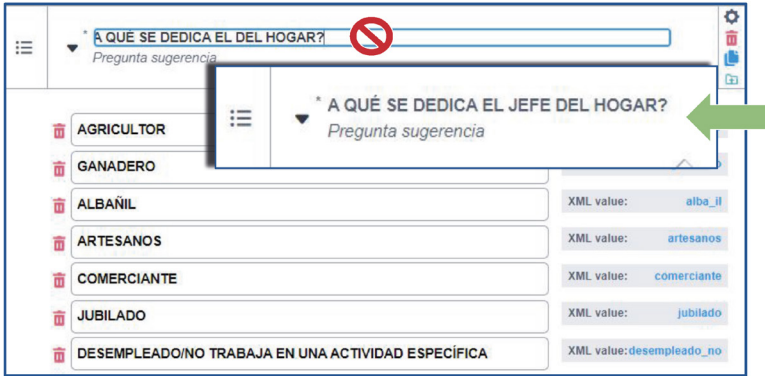 * A QUÉ SE DEDICA EL DEL HOGAR?
Pregunta sugerencia
* A QUÉ SE DEDICA EL JEFE DEL HOGAR?
Pregunta sugerencia
AGRICULTOR
GANADERO
ALBAÑIL XML value: alba_il
ARTESANOS XML value: artesanos
COMERCIANTE XML value: comerciante
JUBILADO XML value: jubilado
DESEMPLEADO/NO TRABAJA EN UNA ACTIVIDAD ESPECÍFICA XML value: desempleado_no